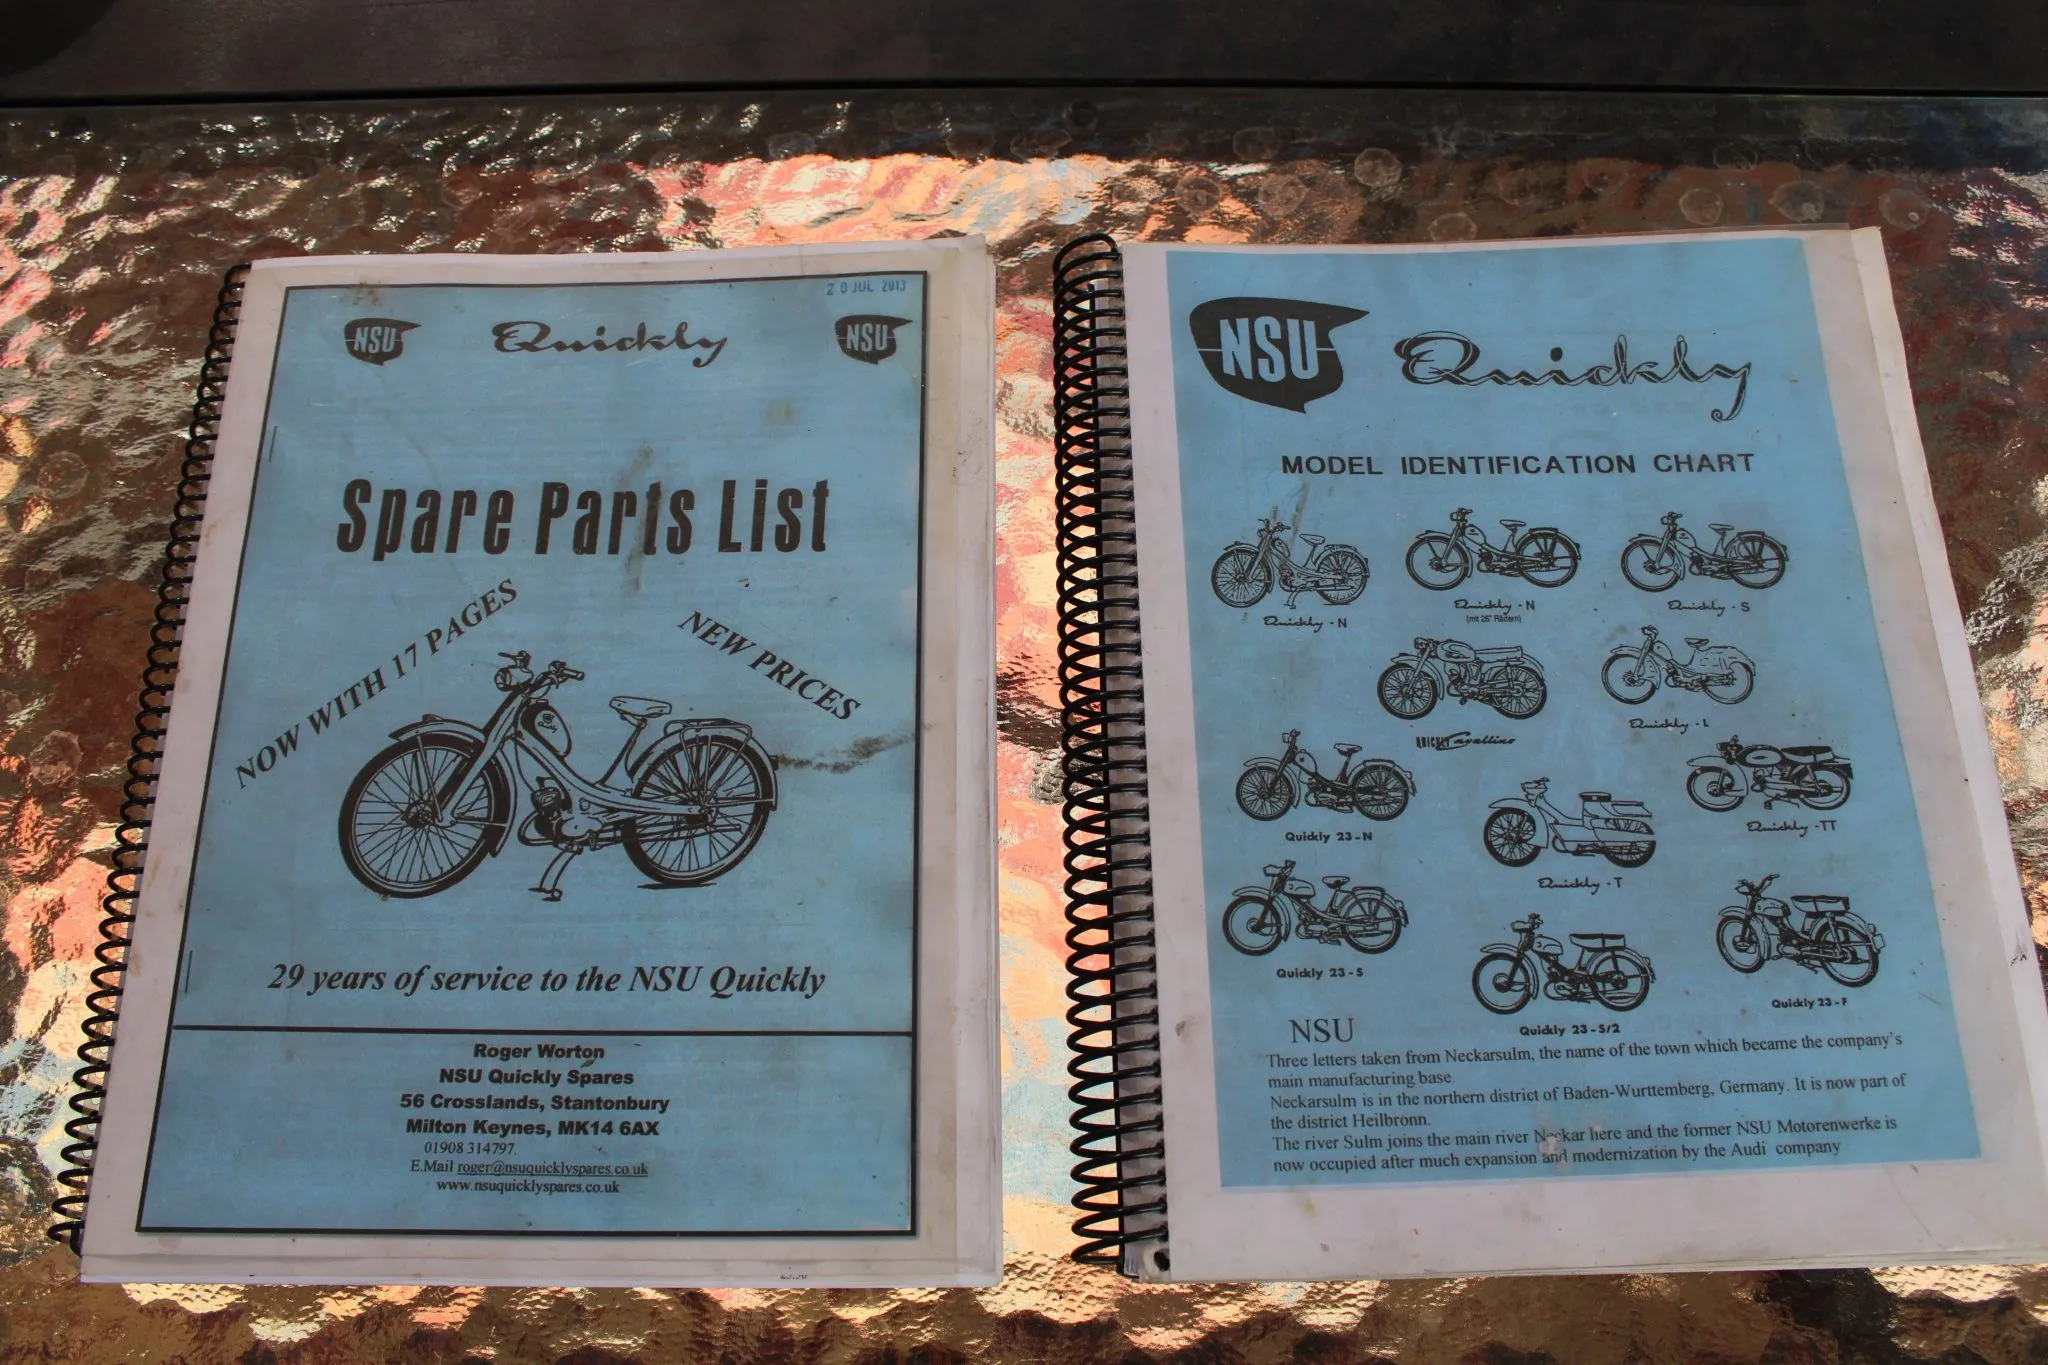 20 JUL 2013
NSU
Quickly
NSU
Spare Parts List
NOW WITH 17 PAGES
NEW PRICES
29 years of service to the NSU Quickly
Roger Worton
NSU Quickly Spares
56 Crosslands, Stantonbury
Milton Keynes, MK14 6AX
01908 314797.
E.Mail roger@nsuquicklyspares.co.uk
www.nsuquicklyspares.co.uk
NSU
Quickly
MODEL IDENTIFICATION CHART
Quickly - N
Quickly - N
(mit 26" Rädern)
Quickly - S
QUICKLY Cavallino
Quickly - L
Quickly 23 - N
Quickly - T
Quickly - TT
Quickly 23 - S
Quickly 23 - S/2
Quickly 23 - F
NSU
Three letters taken from Neckarsulm, the name of the town which became the company's
main manufacturing base.
Neckarsulm is in the northern district of Baden-Wurttemberg, Germany. It is now part of
the district Heilbronn.
The river Sulm joins the main river Neckar here and the former NSU Motorenwerke is
now occupied after much expansion and modernization by the Audi company